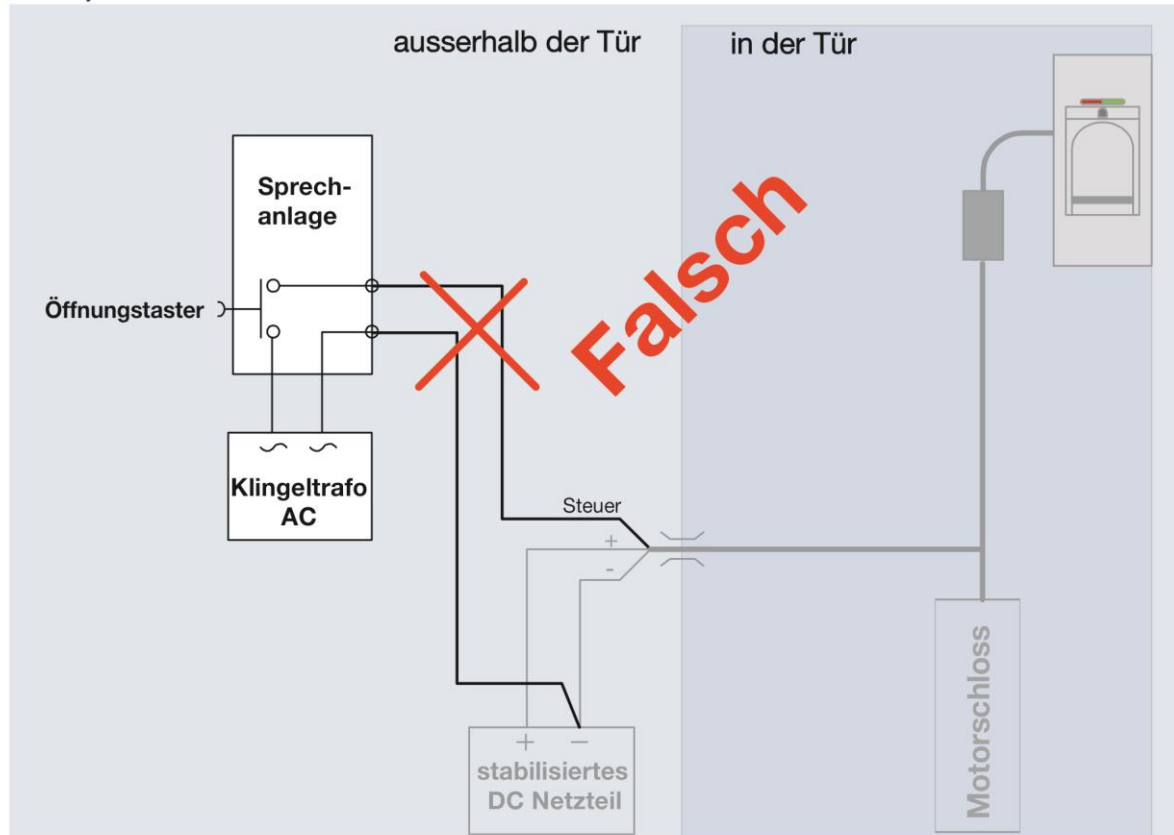 ausserhalb der Tür
in der Tür
Sprech-
anlage
Öffnungstaster
Klingeltrafo
AC
Falsch
Steuer
+
-
+ −
stabilisiertes
DC Netzteil
Motorschloss